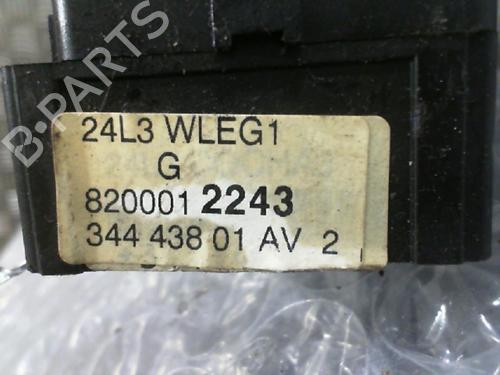 B-PARTS
24L3 WLEG1
G
820001 2243
344 438 01 AV 2